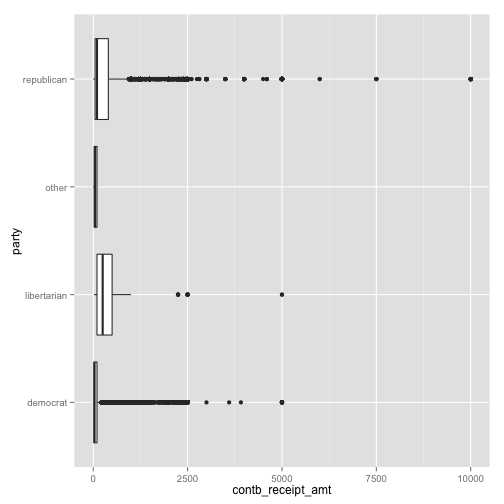 republican
other
libertarian
democrat
party
0 2500 5000 7500 10000
contb_receipt_amt